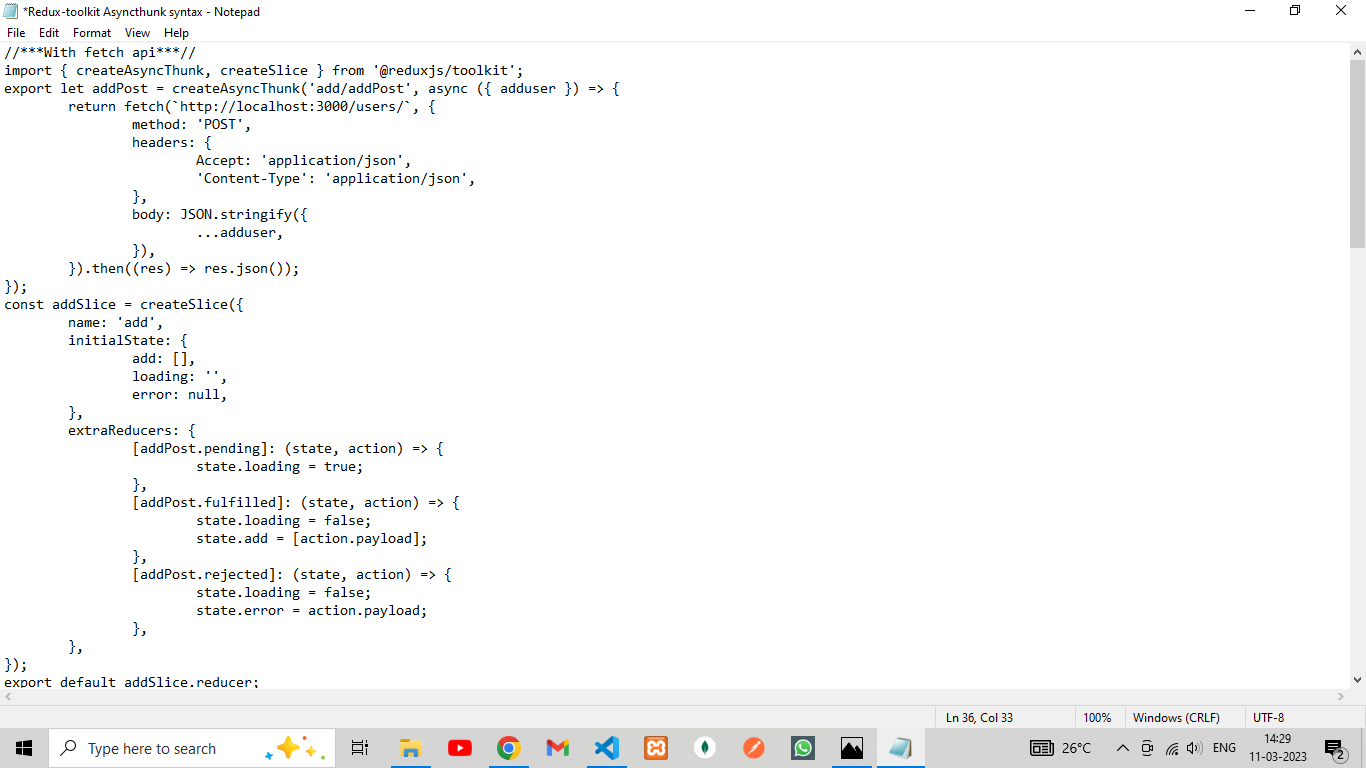 *Redux-toolkit Asyncthunk syntax - Notepad
File Edit Format View Help
//***With fetch api***//
import { createAsyncThunk, createSlice } from '@reduxjs/toolkit';
export let addPost = createAsyncThunk('add/addPost', async ({ adduser }) => {
        return fetch(`http://localhost:3000/users/`, {
                method: 'POST',
                headers: {
                        Accept: 'application/json',
                        'Content-Type': 'application/json',
                },
                body: JSON.stringify({
                        ...adduser,
                }),
        }).then((res) => res.json());
});
const addSlice = createSlice({
        name: 'add',
        initialState: {
                add: [],
                loading: '',
                error: null,
        },
        extraReducers: {
                [addPost.pending]: (state, action) => {
                        state.loading = true;
                },
                [addPost.fulfilled]: (state, action) => {
                        state.loading = false;
                        state.add = [action.payload];
                },
                [addPost.rejected]: (state, action) => {
                        state.loading = false;
                        state.error = action.payload;
                },
        },
});
export default addSlice.reducer;
Ln 36, Col 33 100% Windows (CRLF) UTF-8
Type here to search 26°C ENG 14:29
11-03-2023 2